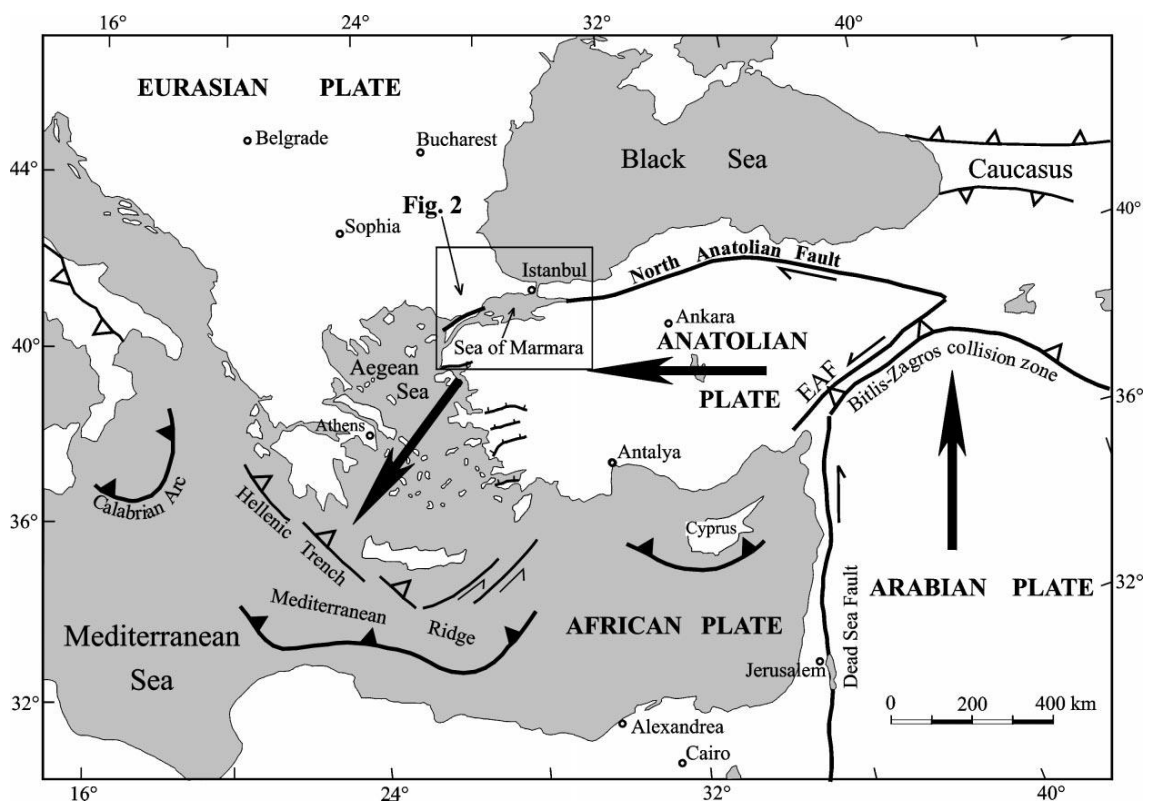 16° 24° 32° 40°
EURASIAN PLATE
Belgrade
Bucharest
Black Sea
Caucasus
44°
40°
Fig. 2
Sophia
Istanbul
North Anatolian Fault
Sea of Marmara
Ankara
ANATOLIAN
PLATE
40°
Aegean
Sea
EAF
Bitlis-Zagros collision zone
36°
Athens
Antalya
Calabrian Arc
Hellenic Trench
36°
Cyprus
ARABIAN PLATE
32°
Mediterranean Ridge
AFRICAN PLATE
Mediterranean
Sea
Dead Sea Fault
Jerusalem
32°
0 200 400 km
Alexandrea
Cairo
16° 24° 32° 40°